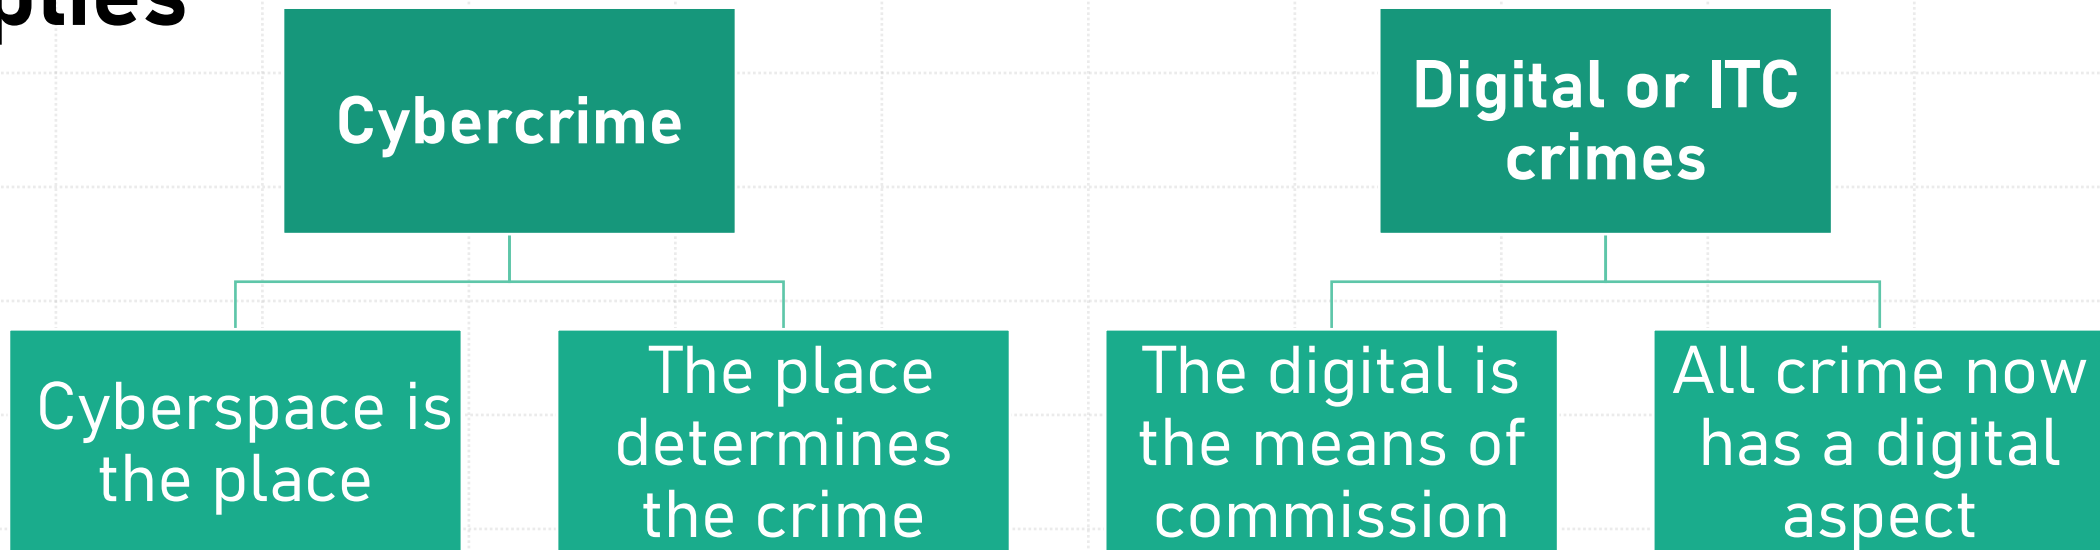 plies
Cybercrime
Digital or ITC
crimes
Cyberspace is
the place
The place
determines
the crime
The digital is
the means of
commission
All crime now
has a digital
aspect